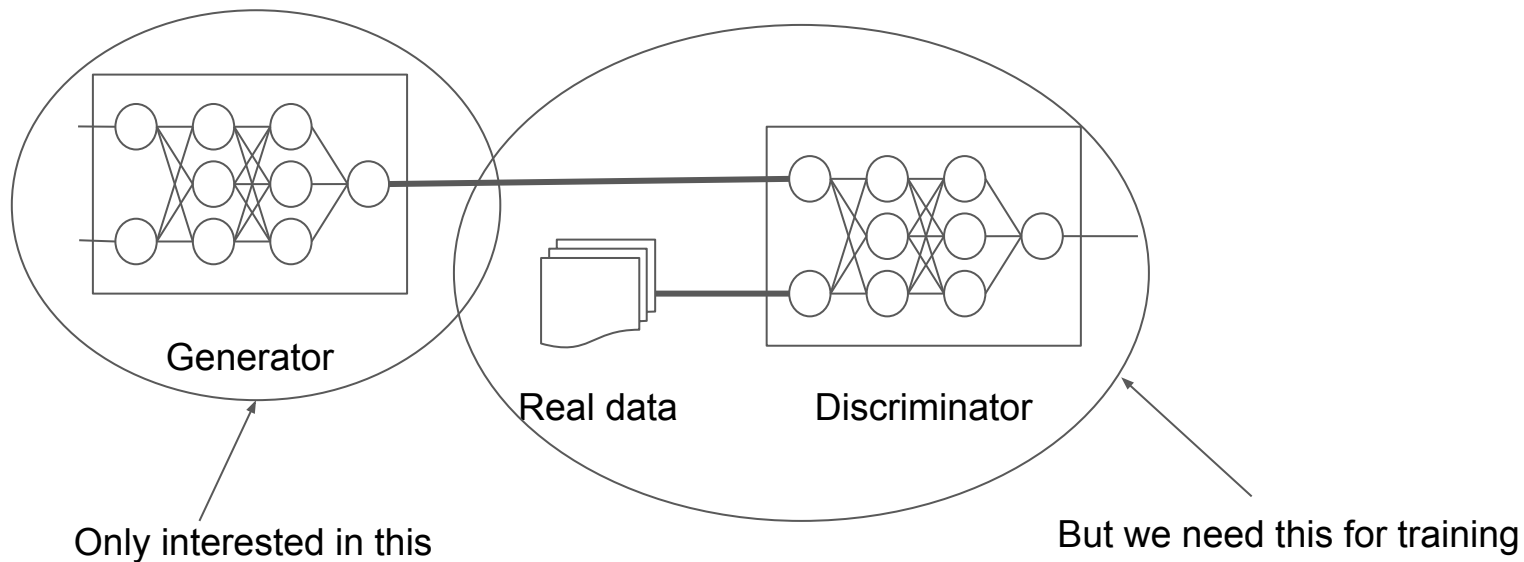 Generator
Real data
Discriminator
Only interested in this
But we need this for training